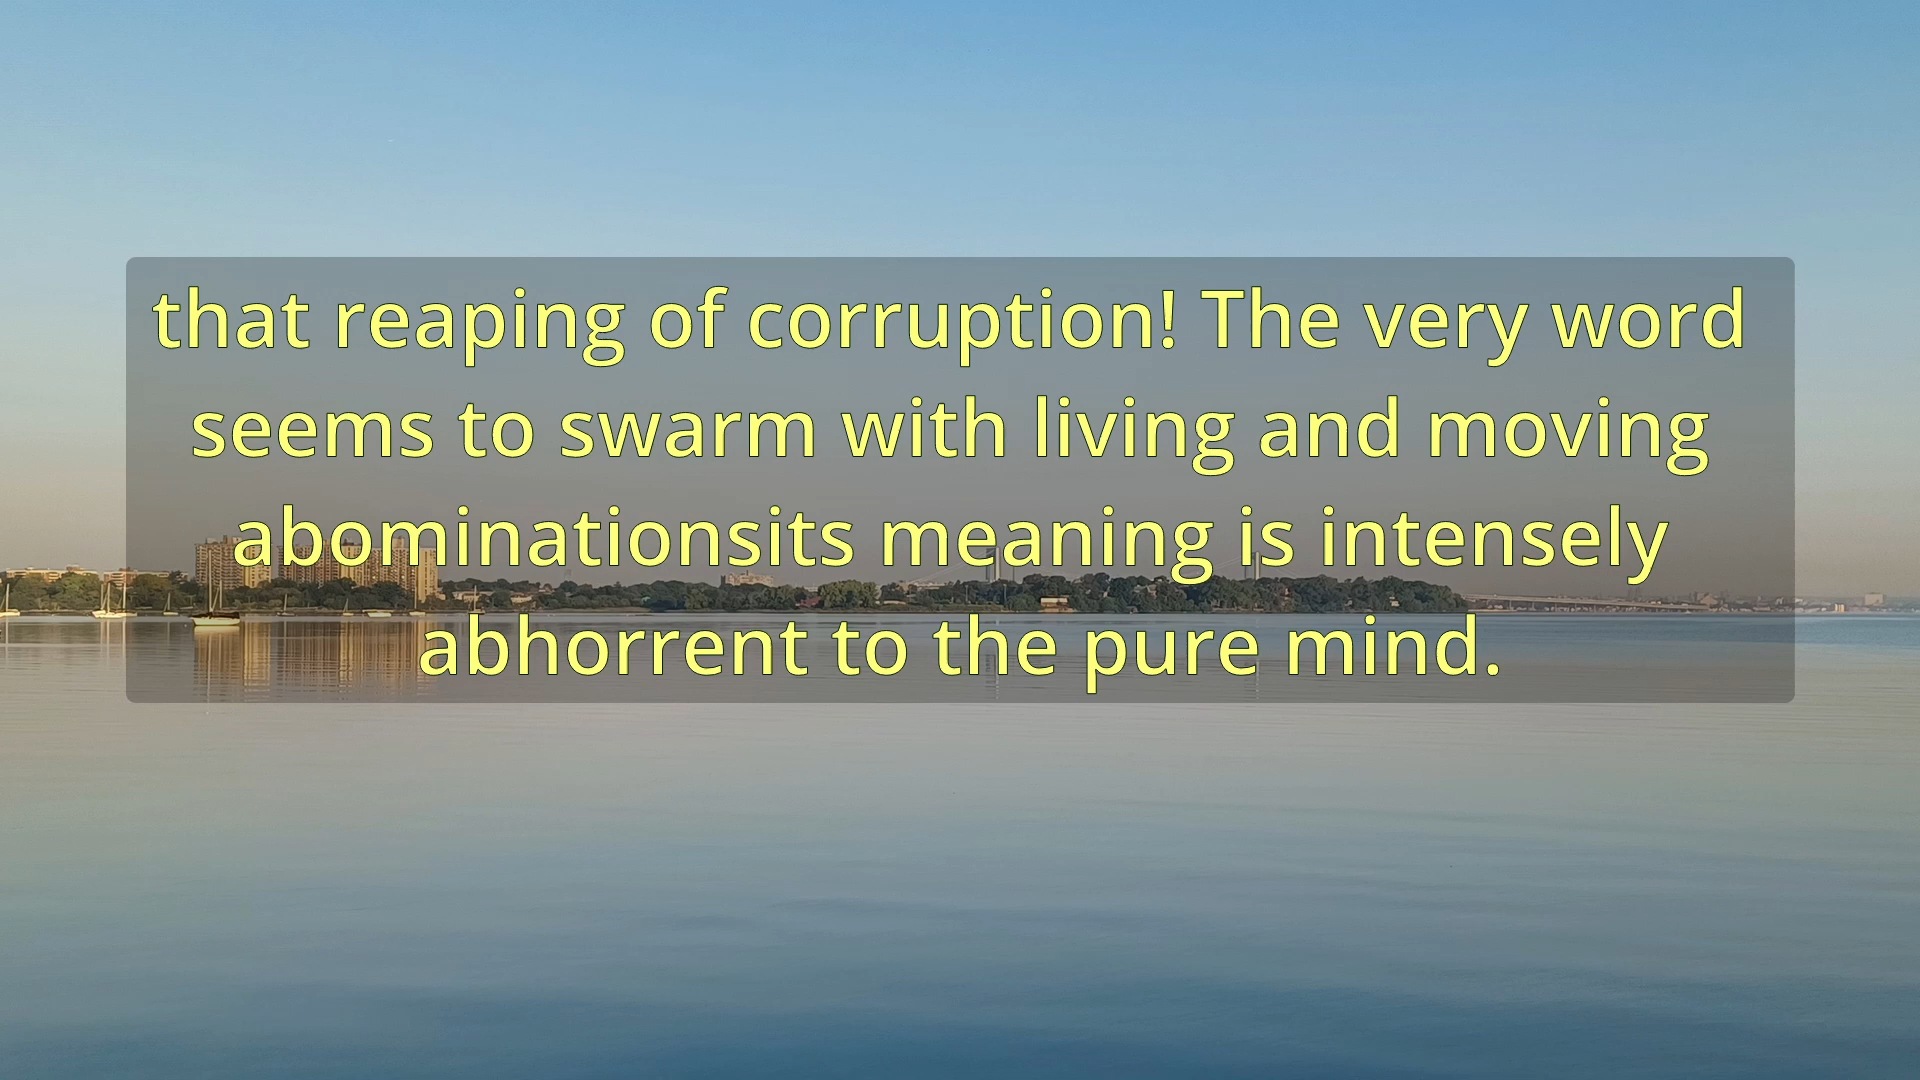 that reaping of corruption! The very word
seems to swarm with living and moving
abominationsits meaning is intensely
abhorrent to the pure mind.